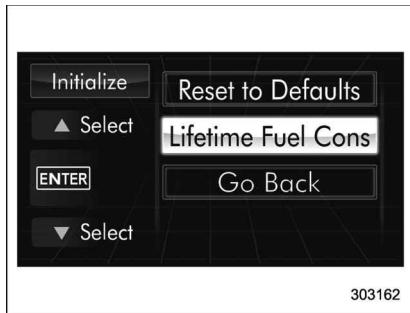 Initialize
▲ Select
ENTER
▼ Select
Reset to Defaults
Lifetime Fuel Cons
Go Back
303162